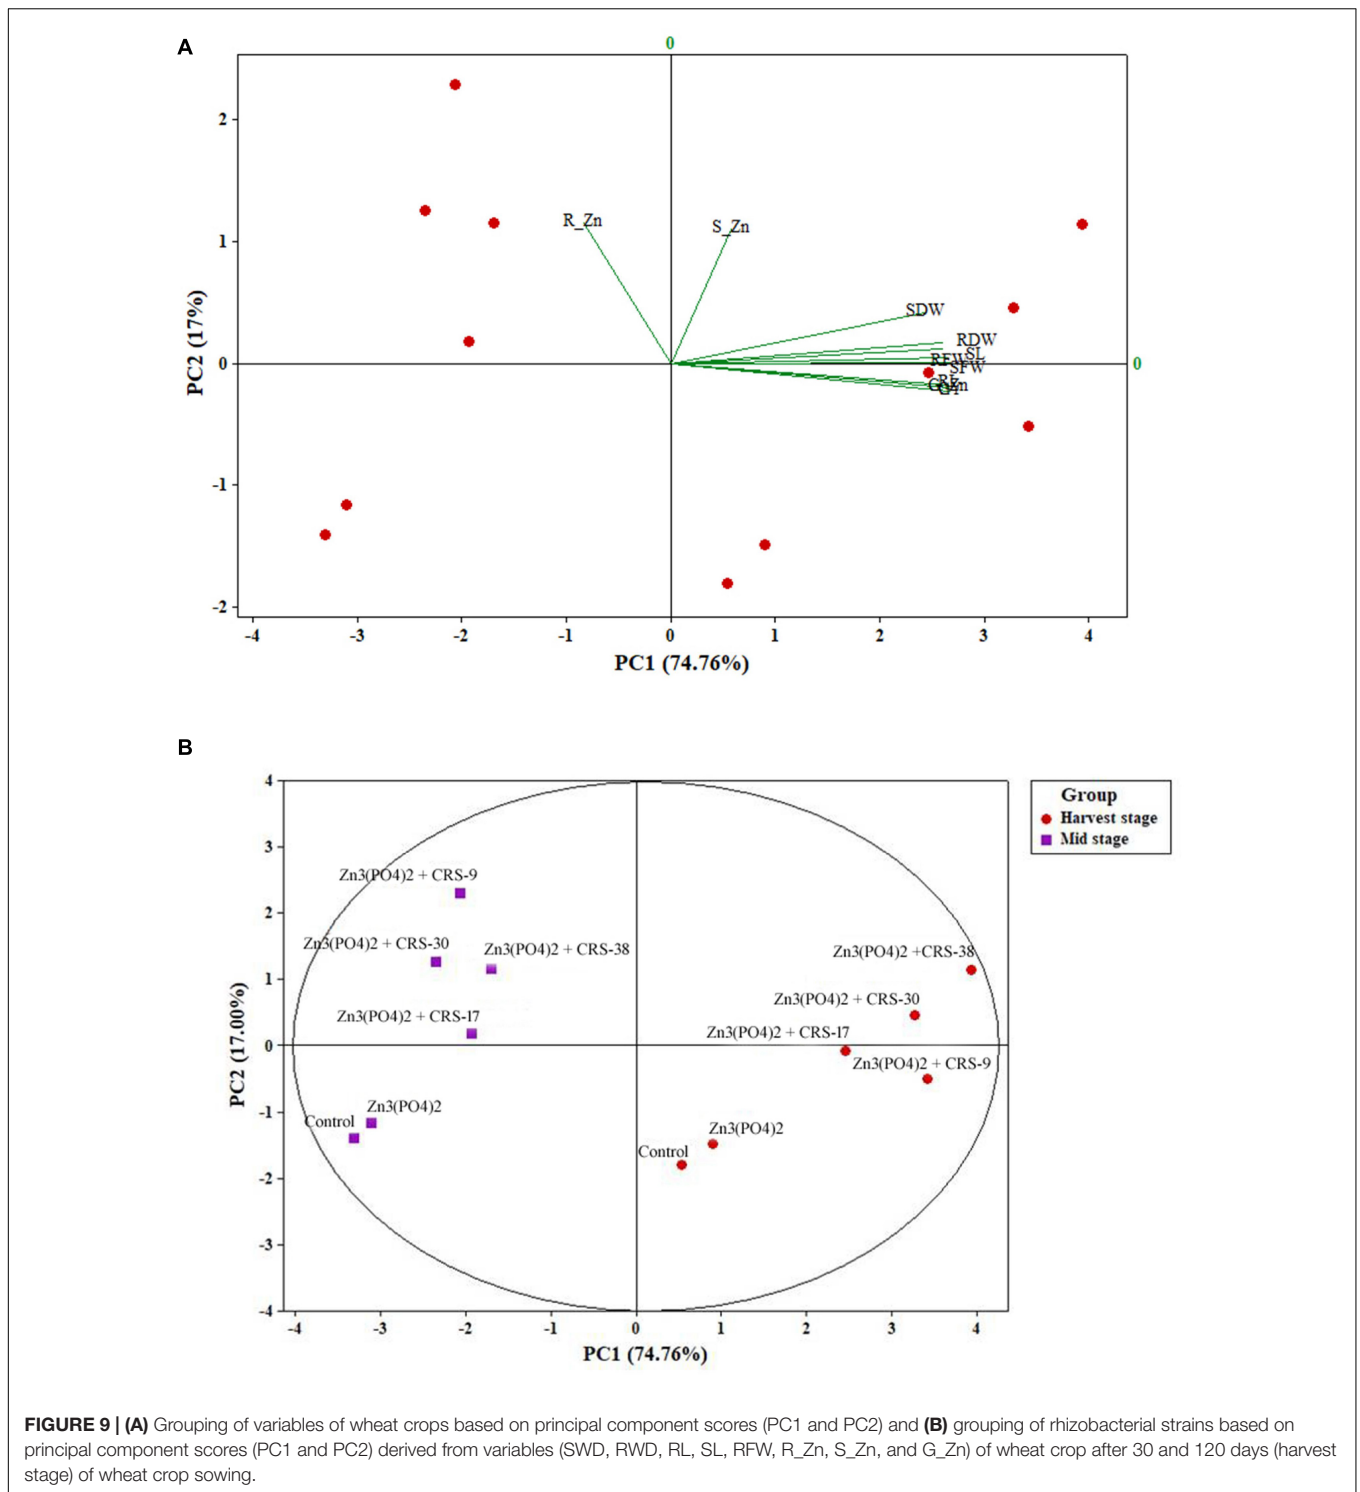 A
0
2
1
0
-1
-2
PC2 (17%)
R_Zn
S_Zn
SDW
RDW
SL
RFW
SFW
RL
G_Zn
GY
0
-4 -3 -2 -1 0 1 2 3 4
PC1 (74.76%)
B
4
3
2
1
0
-1
-2
-3
-4
PC2 (17.00%)
Zn3(PO4)2 + CRS-9
Zn3(PO4)2 + CRS-30
Zn3(PO4)2 + CRS-38
Zn3(PO4)2 + CRS-17
Zn3(PO4)2
Control
Zn3(PO4)2 +CRS-38
Zn3(PO4)2 + CRS-30
Zn3(PO4)2 + CRS-17
Zn3(PO4)2 + CRS-9
Zn3(PO4)2
Control
-4 -3 -2 -1 0 1 2 3 4
PC1 (74.76%)
Group
Harvest stage
Mid stage
FIGURE 9 | (A) Grouping of variables of wheat crops based on principal component scores (PC1 and PC2) and (B) grouping of rhizobacterial strains based on
principal component scores (PC1 and PC2) derived from variables (SWD, RWD, RL, SL, RFW, R_Zn, S_Zn, and G_Zn) of wheat crop after 30 and 120 days (harvest
stage) of wheat crop sowing.